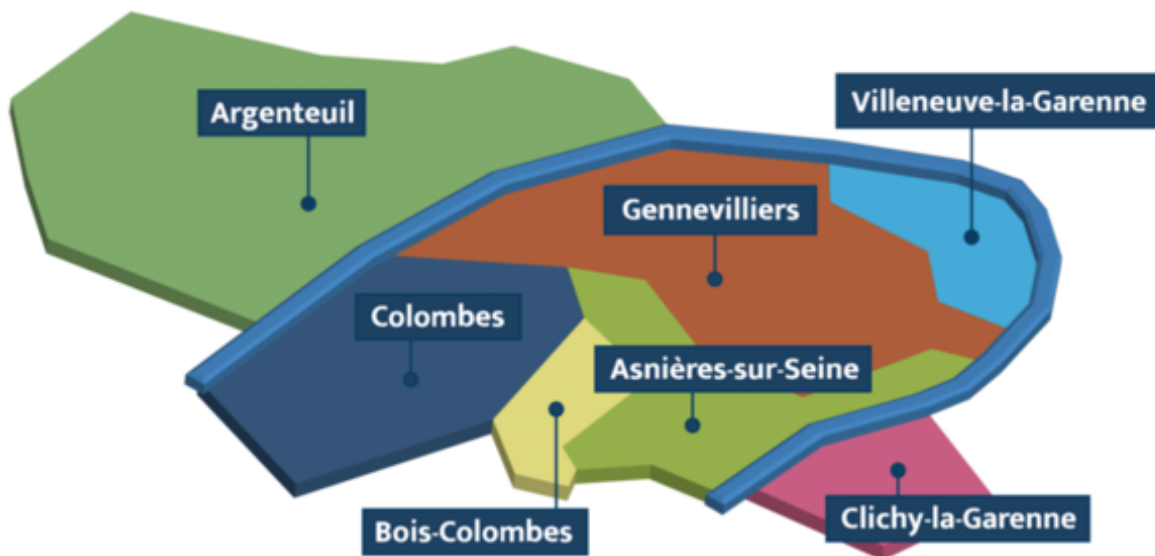 Argenteuil
Villeneuve-la-Garenne
Gennevilliers
Colombes
Asnières-sur-Seine
Bois-Colombes
Clichy-la-Garenne